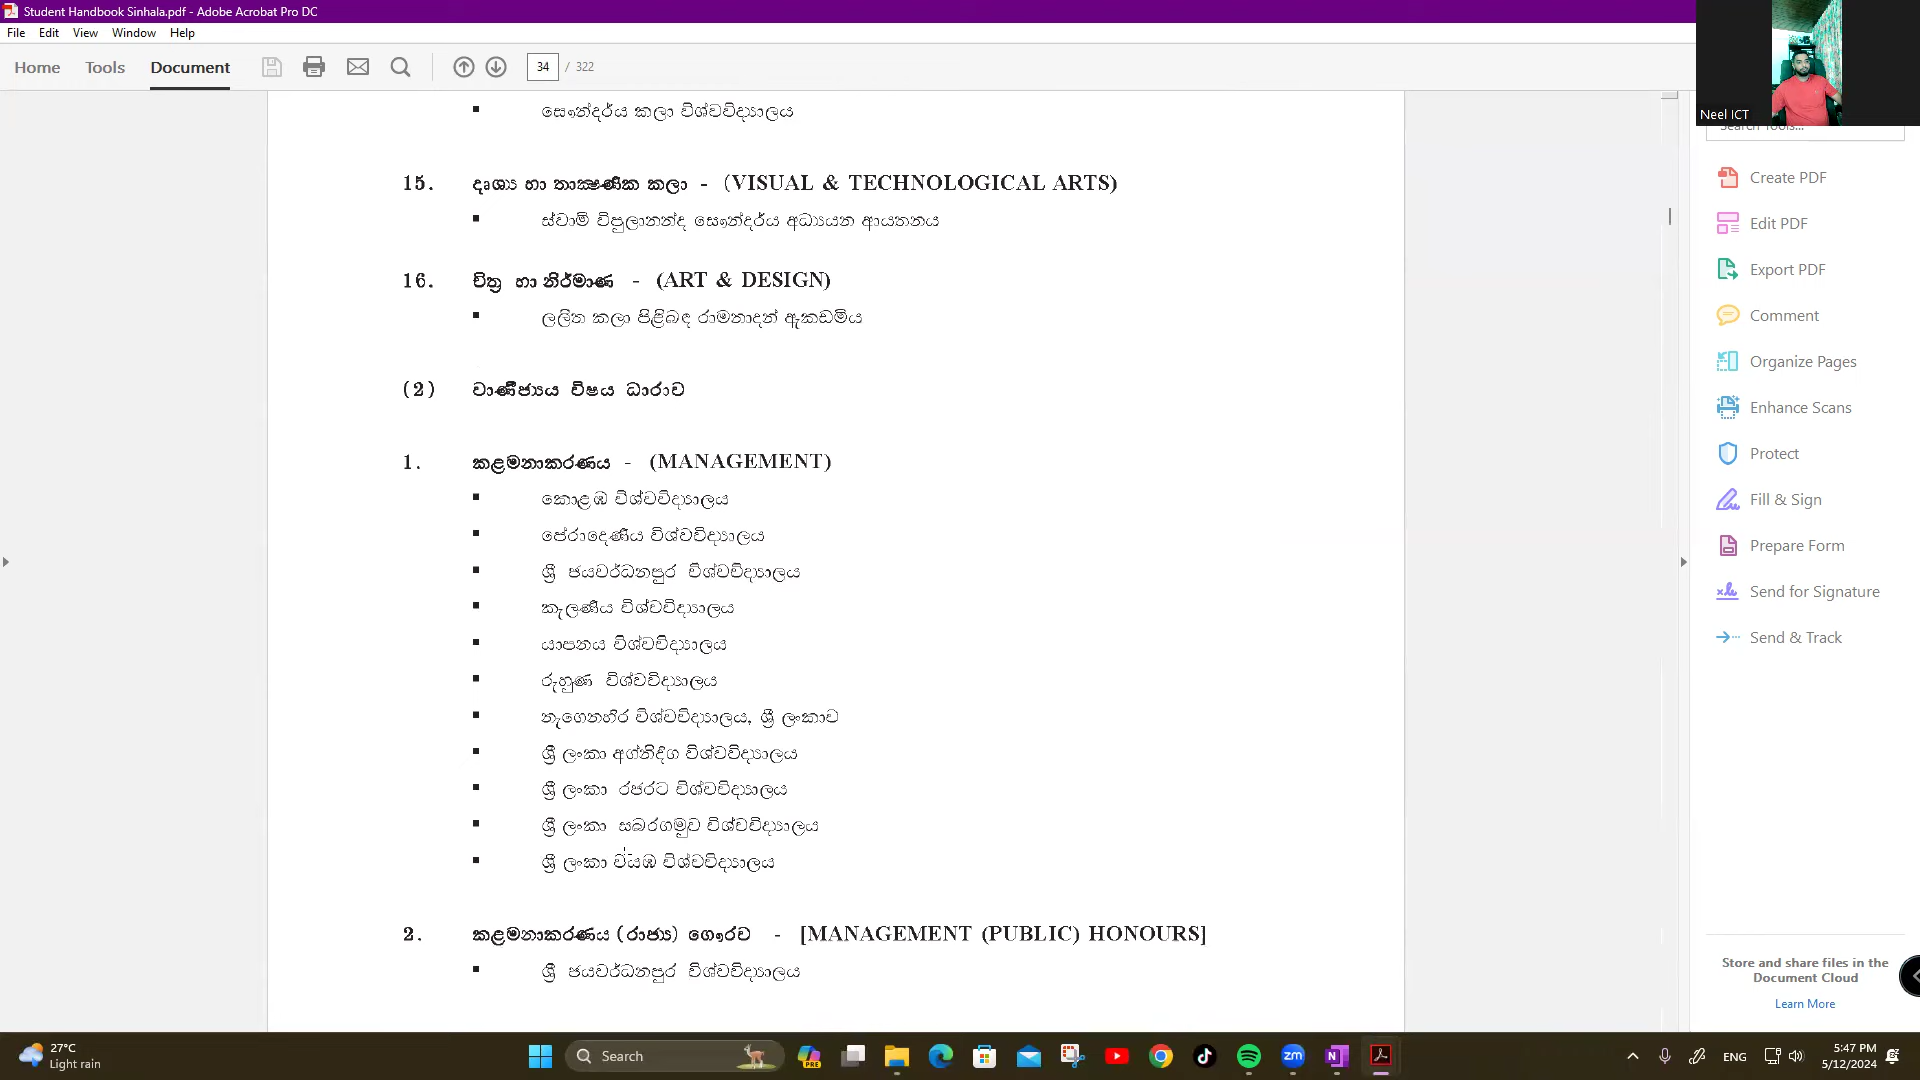 Student Handbook Sinhala.pdf - Adobe Acrobat Pro DC
File Edit View Window Help
Home Tools Document 34 / 322
Neel ICT
සෞන්දර්ය කලා විශ්වවිද්‍යාලය
15. දෘශ්‍ය හා තාක්ෂණික කලා - (VISUAL & TECHNOLOGICAL ARTS)
ස්වාමි විපුලානන්ද සෞන්දර්ය අධ්‍යයන ආයතනය
16. චිත්‍ර හා නිර්මාණ - (ART & DESIGN)
ලලිත කලා පිළිබඳ රාමනාදන් ඇකඩමිය
(2) වාණිජ්‍යය විෂය ධාරාව
1. කළමනාකරණය - (MANAGEMENT)
කොළඹ විශ්වවිද්‍යාලය
පේරාදෙණිය විශ්වවිද්‍යාලය
ශ්‍රී ජයවර්ධනපුර විශ්වවිද්‍යාලය
කැලණිය විශ්වවිද්‍යාලය
යාපනය විශ්වවිද්‍යාලය
රුහුණ විශ්වවිද්‍යාලය
නැගෙනහිර විශ්වවිද්‍යාලය, ශ්‍රී ලංකාව
ශ්‍රී ලංකා අග්නිදිග විශ්වවිද්‍යාලය
ශ්‍රී ලංකා රජරට විශ්වවිද්‍යාලය
ශ්‍රී ලංකා සබරගමුව විශ්වවිද්‍යාලය
ශ්‍රී ලංකා වයඹ විශ්වවිද්‍යාලය
2. කළමනාකරණය (රාජ්‍ය) ගෞරව - [MANAGEMENT (PUBLIC) HONOURS]
ශ්‍රී ජයවර්ධනපුර විශ්වවිද්‍යාලය
Search Tools...
Create PDF
Edit PDF
Export PDF
Comment
Organize Pages
Enhance Scans
Protect
Fill & Sign
Prepare Form
Send for Signature
Send & Track
Store and share files in the
Document Cloud
Learn More
27°C
Light rain
Search
PRE
zm
ENG
5:47 PM
5/12/2024